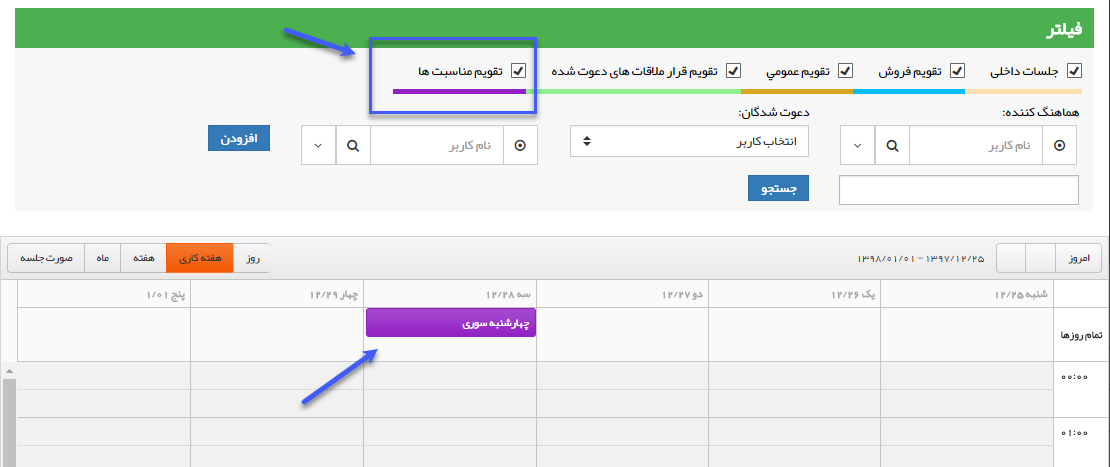 فیلتر
جلسات داخلی
تقویم فروش
تقویم عمومي
تقویم قرار ملاقات های دعوت شده
تقویم مناسبت ها
هماهنگ کننده:
دعوت شدگان:
نام کاربر
انتخاب کاربر
نام کاربر
افزودن
جستجو
امروز
۱۳۹۷/۱۲/۲۵ - ۱۳۹۸/۰۱/۰۱
روز
هفته کاری
هفته
ماه
صورت جلسه
شنبه ۱۲/۲۵
یک ۱۲/۲۶
دو ۱۲/۲۷
سه ۱۲/۲۸
چهار ۱۲/۲۹
پنج ۱/۰۱
تمام روزها
چهارشنبه سوری
۰۰:۰۰
۰۱:۰۰